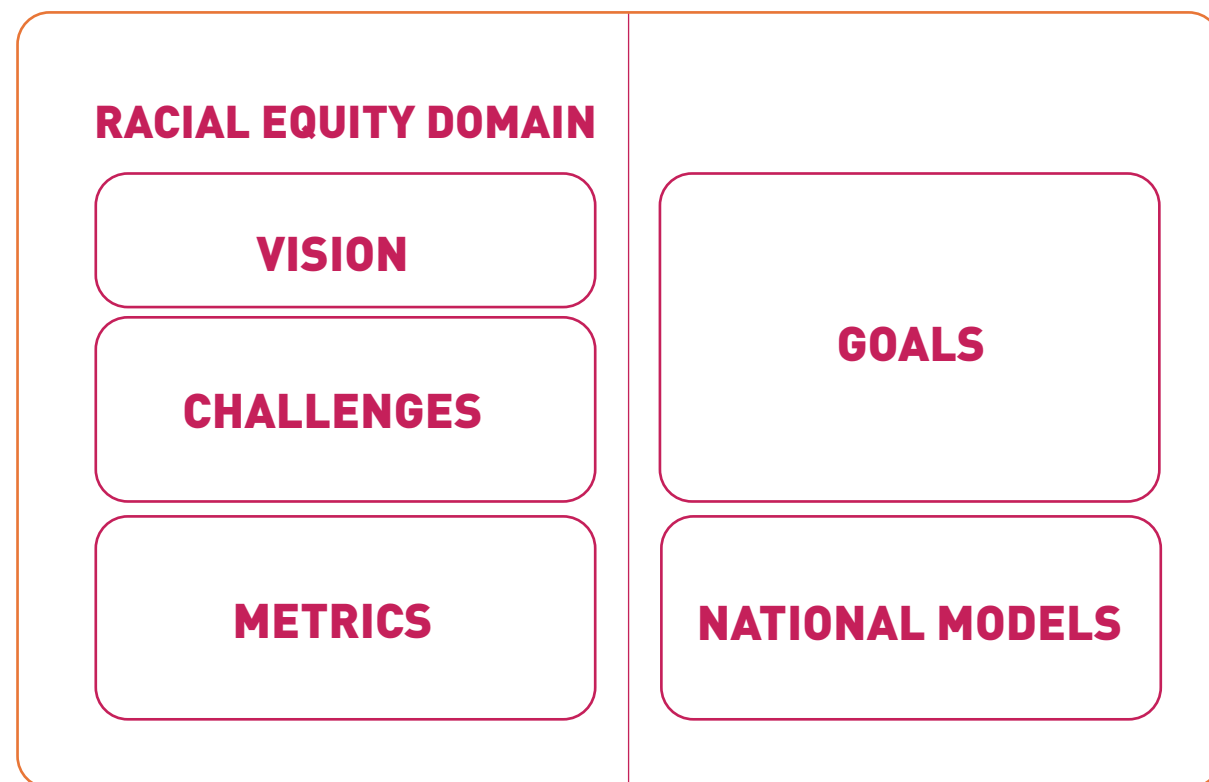 RACIAL EQUITY DOMAIN
VISION
CHALLENGES
METRICS
GOALS
NATIONAL MODELS